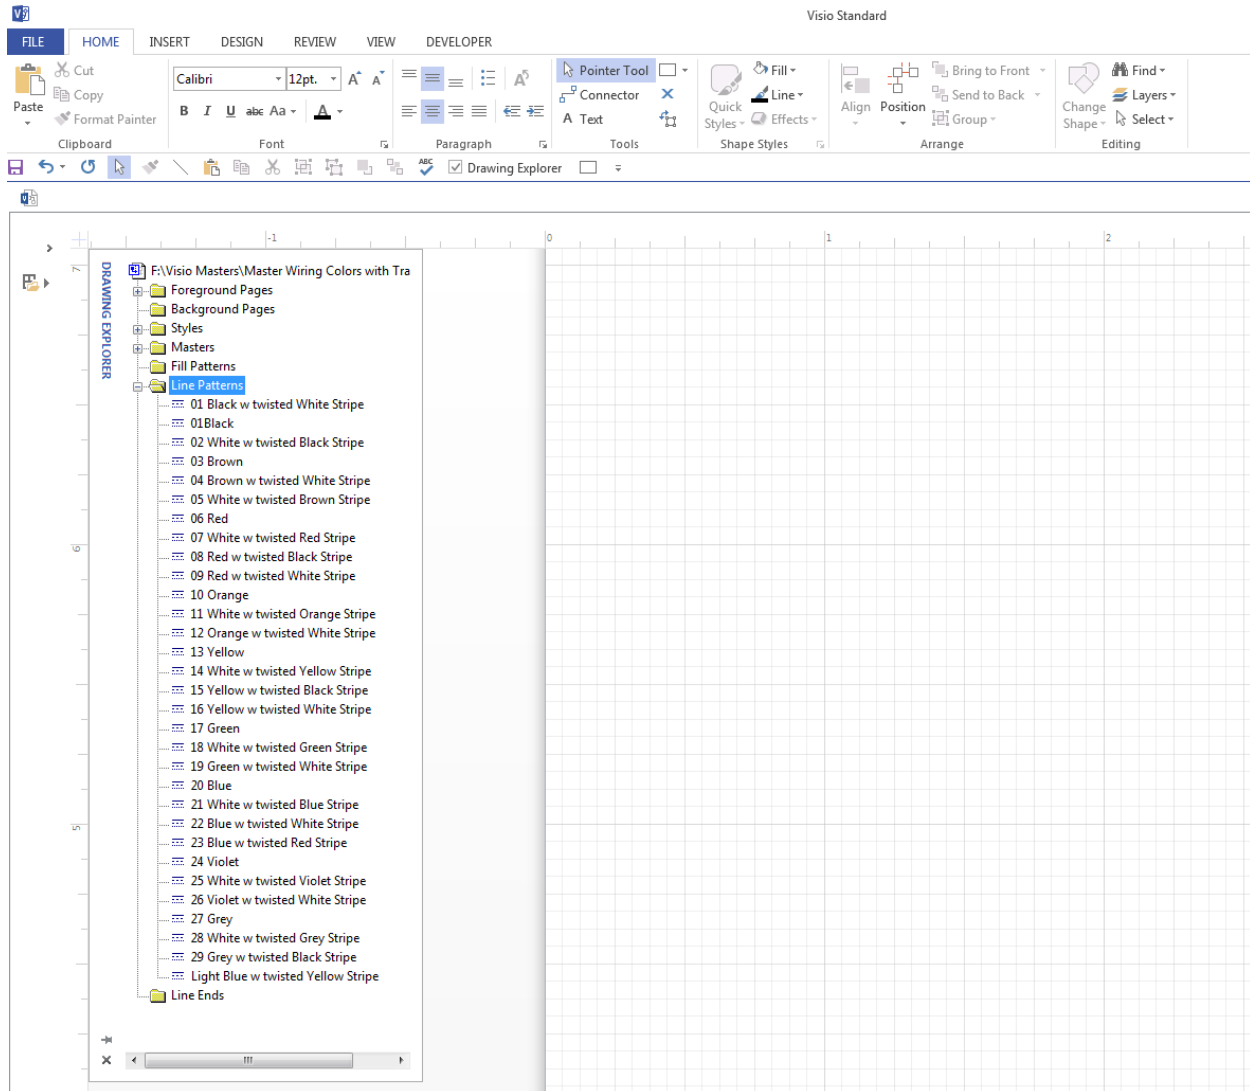 Visio Standard
FILE HOME INSERT DESIGN REVIEW VIEW DEVELOPER
Paste
Cut
Copy
Format Painter
Clipboard
Calibri 12pt. A A
B I U abc Aa A
Font
Paragraph
Pointer Tool
Connector
A Text
Tools
Quick Styles
Fill
Line
Effects
Shape Styles
Align
Position
Bring to Front
Send to Back
Group
Arrange
Change Shape
Find
Layers
Select
Editing
ABC
Drawing Explorer
-1 0 1 2
7
6
5
DRAWING EXPLORER
F:\Visio Masters\Master Wiring Colors with Tra
Foreground Pages
Background Pages
Styles
Masters
Fill Patterns
Line Patterns
01 Black w twisted White Stripe
01Black
02 White w twisted Black Stripe
03 Brown
04 Brown w twisted White Stripe
05 White w twisted Brown Stripe
06 Red
07 White w twisted Red Stripe
08 Red w twisted Black Stripe
09 Red w twisted White Stripe
10 Orange
11 White w twisted Orange Stripe
12 Orange w twisted White Stripe
13 Yellow
14 White w twisted Yellow Stripe
15 Yellow w twisted Black Stripe
16 Yellow w twisted White Stripe
17 Green
18 White w twisted Green Stripe
19 Green w twisted White Stripe
20 Blue
21 White w twisted Blue Stripe
22 Blue w twisted White Stripe
23 Blue w twisted Red Stripe
24 Violet
25 White w twisted Violet Stripe
26 Violet w twisted White Stripe
27 Grey
28 White w twisted Grey Stripe
29 Grey w twisted Black Stripe
Light Blue w twisted Yellow Stripe
Line Ends